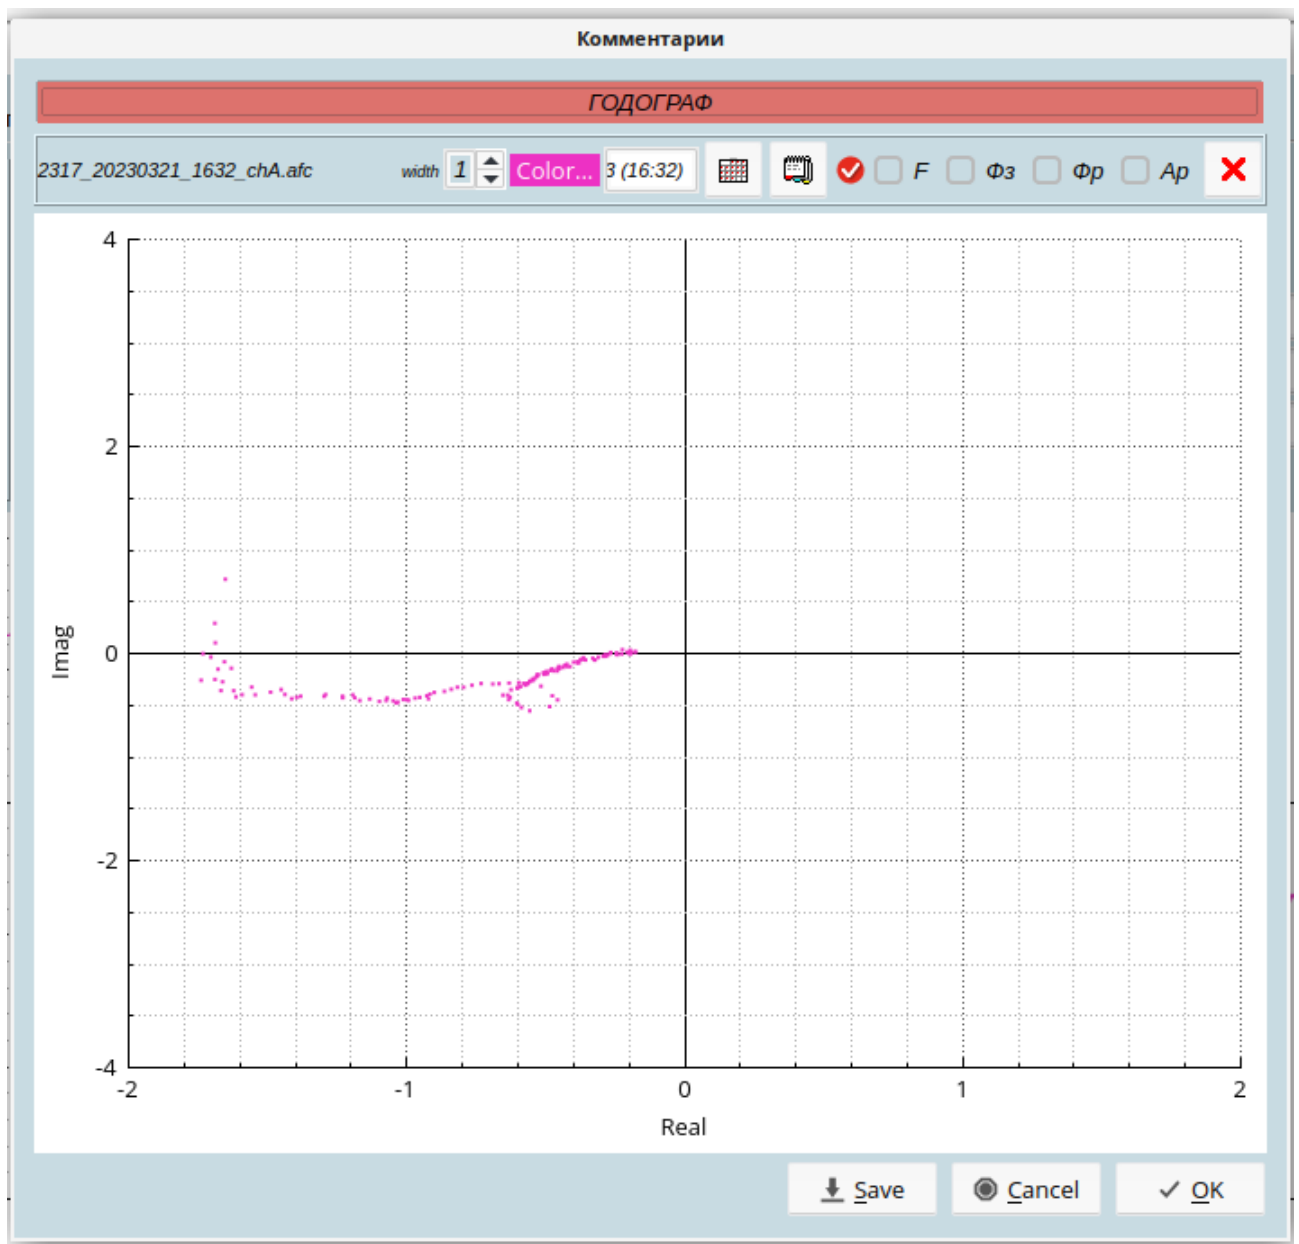 Комментарии
ГОДОГРАФ
2317_20230321_1632_chA.afc width 1 Color... 3 (16:32) F Фз Фр Ар
4
2
0
-2
-4
Imag
-2 -1 0 1 2
Real
Save Cancel OK